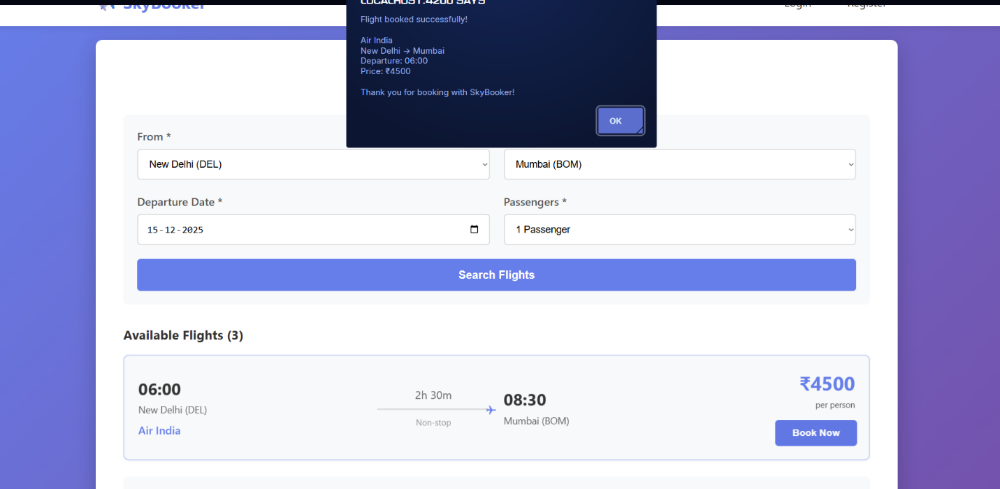 SkyBooker
Login
Register
LOCALHOST:4200 SAYS
Flight booked successfully!
Air India
New Delhi → Mumbai
Departure: 06:00
Price: ₹4500
Thank you for booking with SkyBooker!
OK
From *
New Delhi (DEL)
Mumbai (BOM)
Departure Date *
Passengers *
15-12-2025
1 Passenger
Search Flights
Available Flights (3)
06:00
New Delhi (DEL)
Air India
2h 30m
Non-stop
08:30
Mumbai (BOM)
₹4500
per person
Book Now